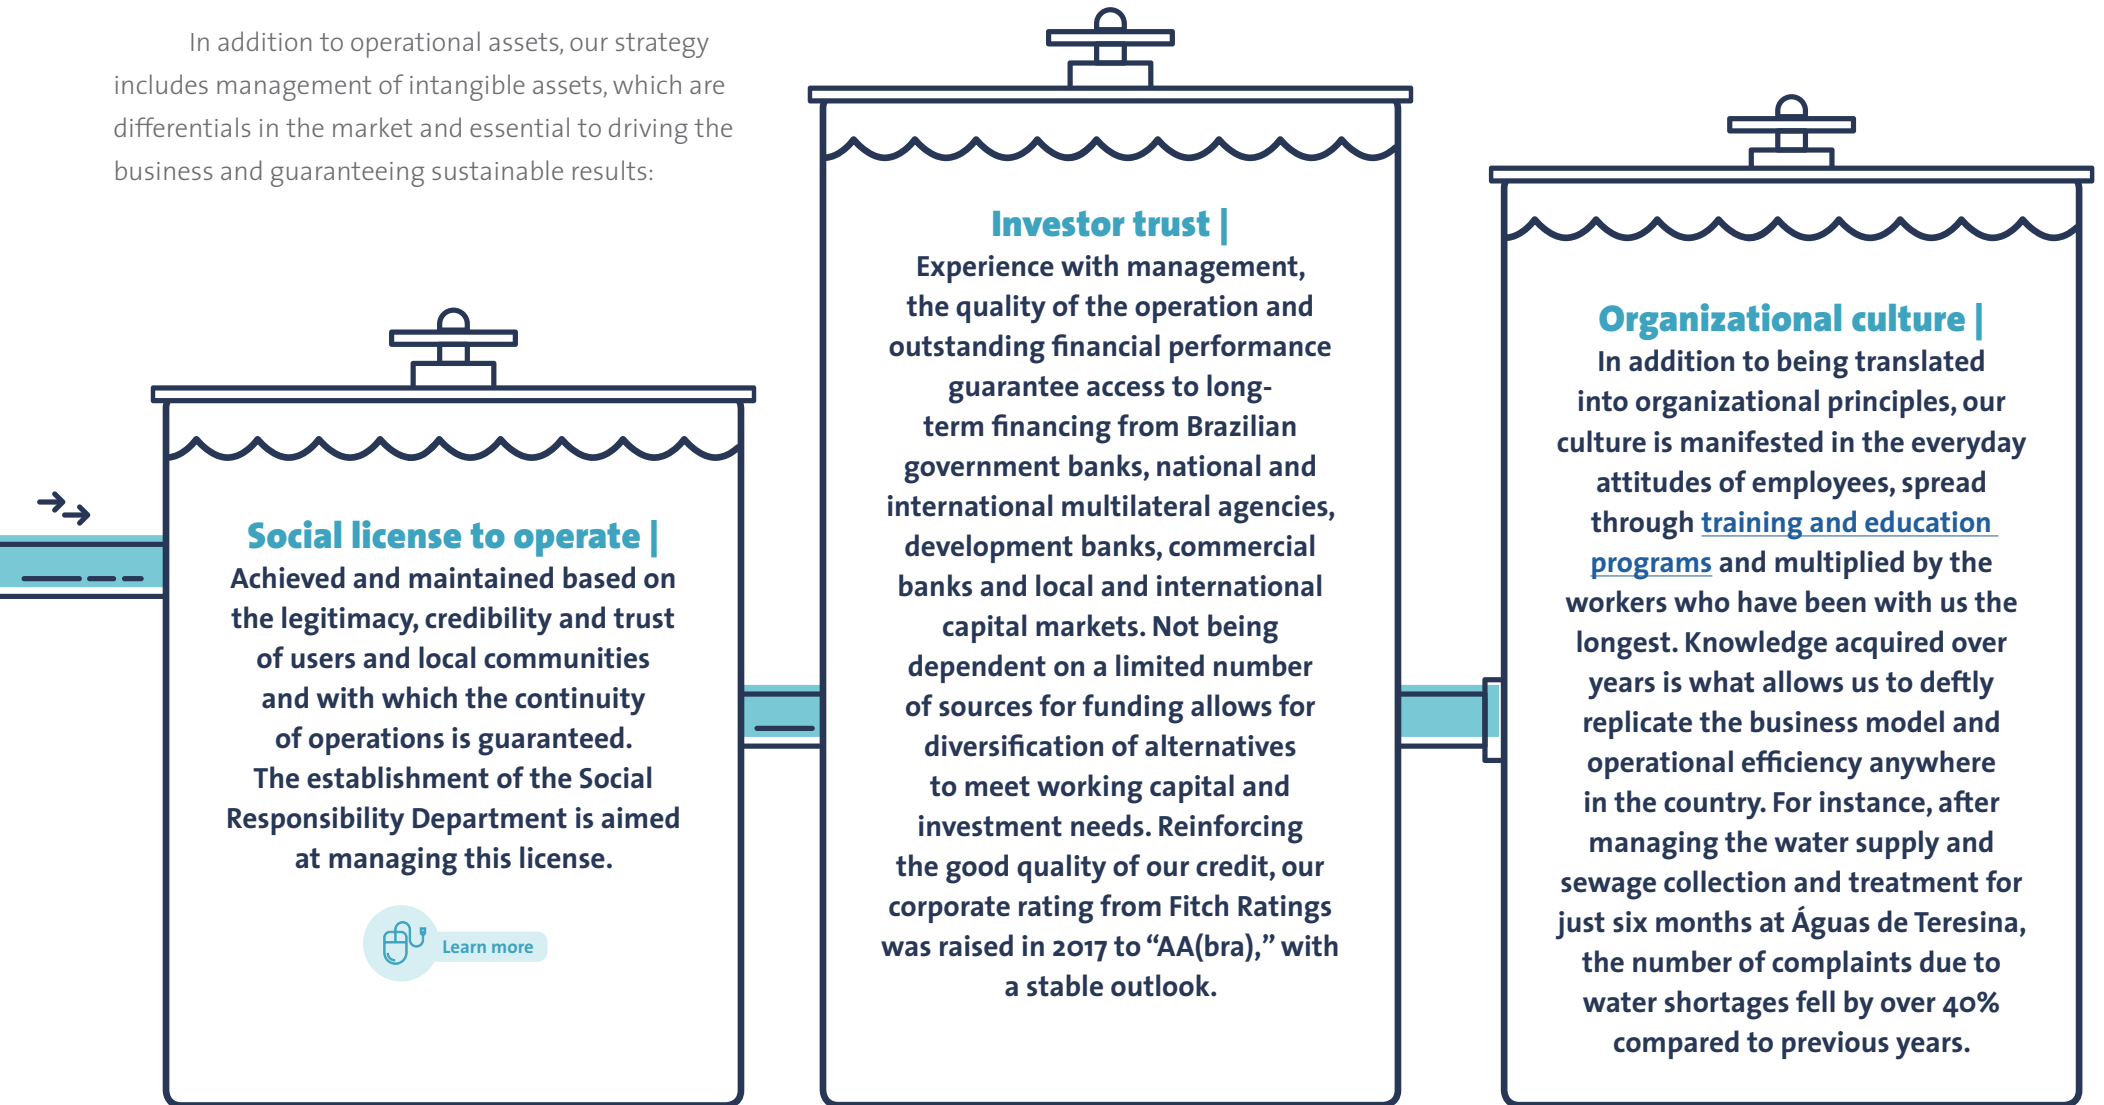 In addition to operational assets, our strategy
includes management of intangible assets, which are
differentials in the market and essential to driving the
business and guaranteeing sustainable results:
Social license to operate |
Achieved and maintained based on
the legitimacy, credibility and trust
of users and local communities
and with which the continuity
of operations is guaranteed.
The establishment of the Social
Responsibility Department is aimed
at managing this license.
Learn more
Investor trust |
Experience with management,
the quality of the operation and
outstanding financial performance
guarantee access to long-
term financing from Brazilian
government banks, national and
international multilateral agencies,
development banks, commercial
banks and local and international
capital markets. Not being
dependent on a limited number
of sources for funding allows for
diversification of alternatives
to meet working capital and
investment needs. Reinforcing
the good quality of our credit, our
corporate rating from Fitch Ratings
was raised in 2017 to “AA(bra),” with
a stable outlook.
Organizational culture |
In addition to being translated
into organizational principles, our
culture is manifested in the everyday
attitudes of employees, spread
through training and education
programs and multiplied by the
workers who have been with us the
longest. Knowledge acquired over
years is what allows us to deftly
replicate the business model and
operational efficiency anywhere
in the country. For instance, after
managing the water supply and
sewage collection and treatment for
just six months at Águas de Teresina,
the number of complaints due to
water shortages fell by over 40%
compared to previous years.